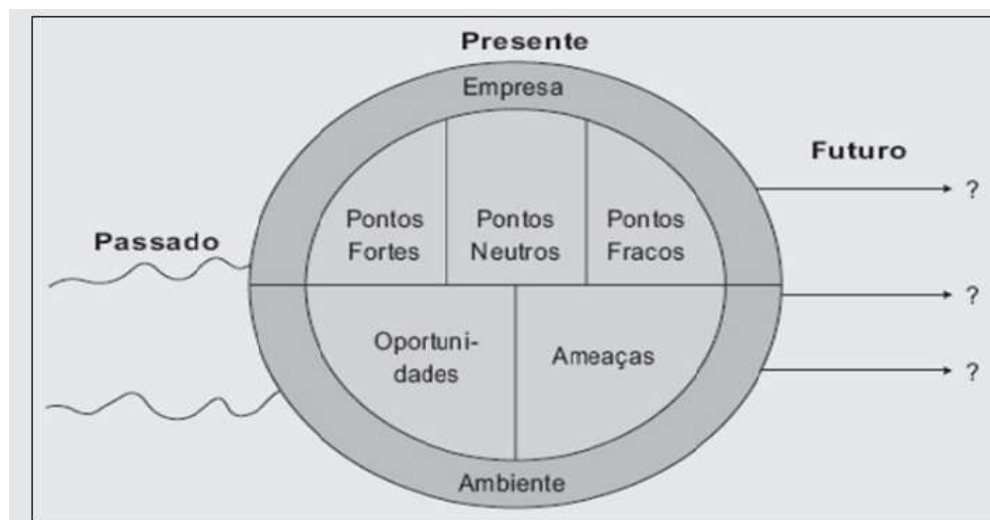 Presente
Empresa
Futuro
?
Pontos
Fortes
Pontos
Neutros
Pontos
Fracos
Passado
?
Oportuni-
dades
Ameaças
?
Ambiente